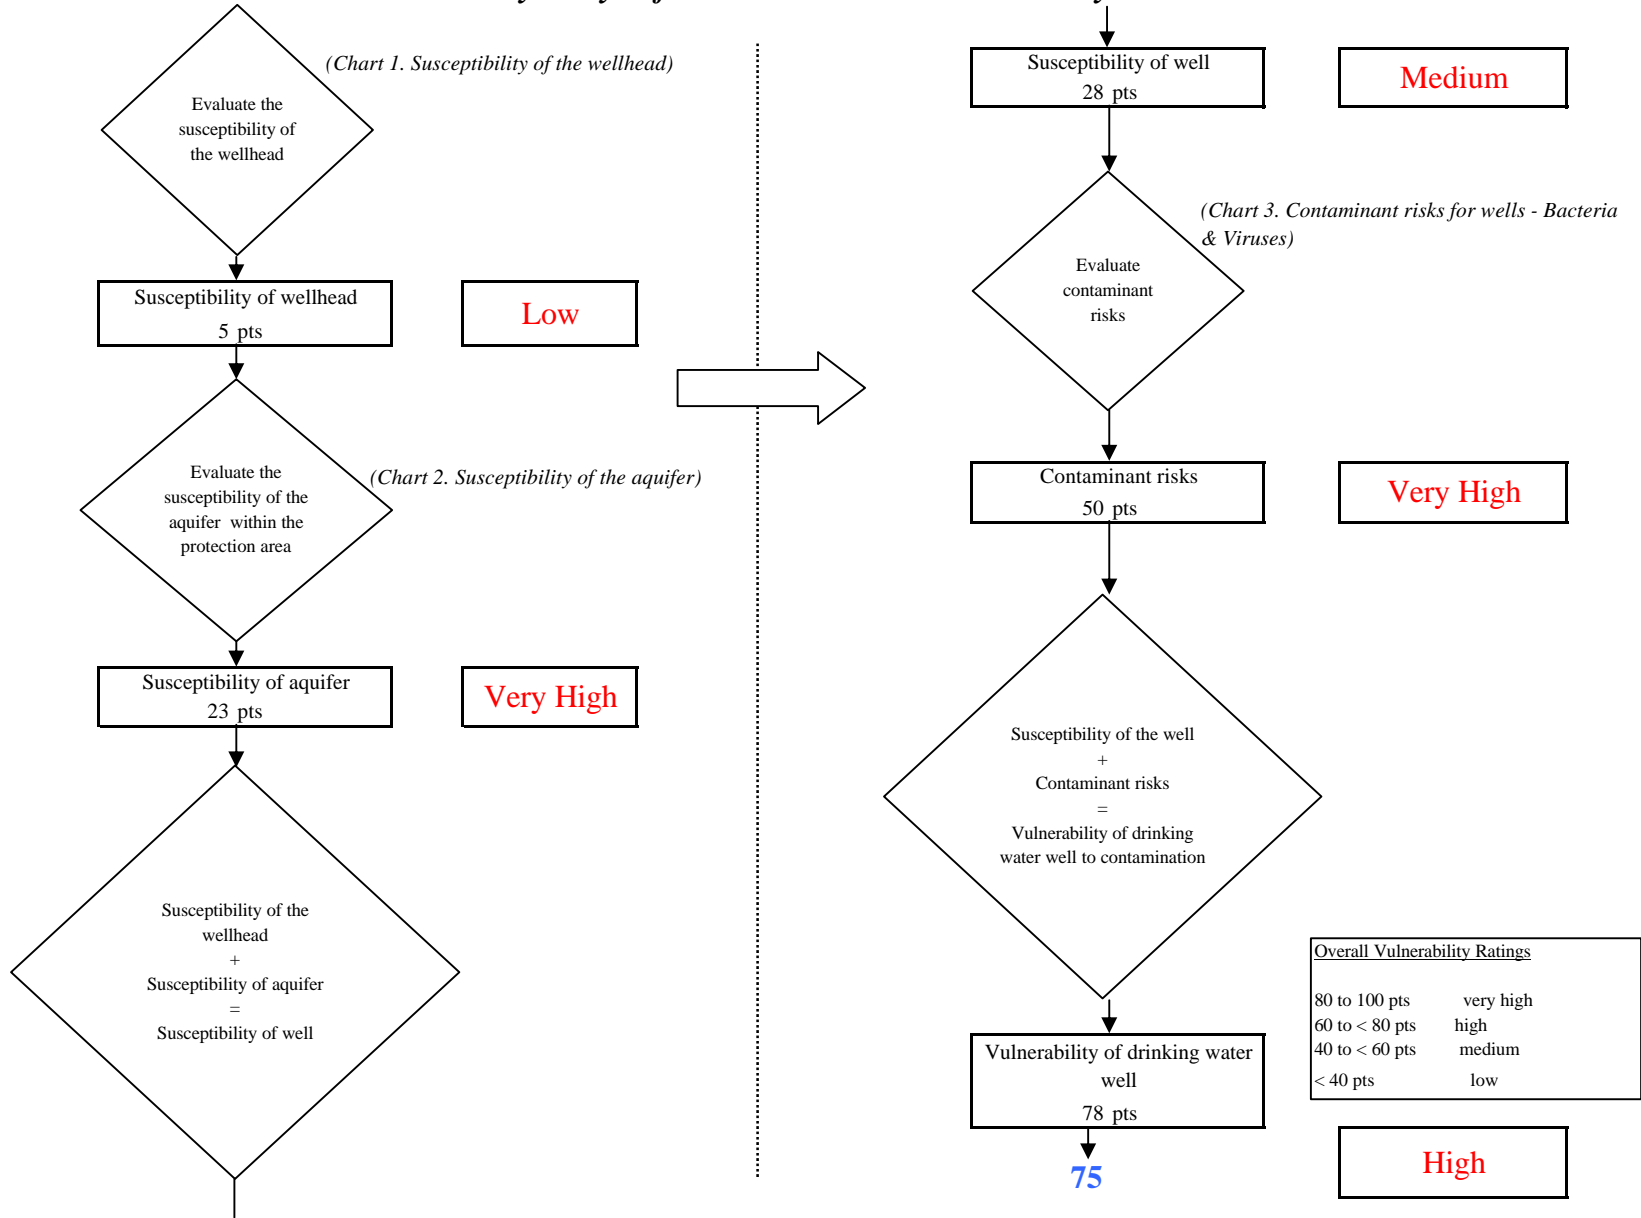 (Chart 1. Susceptibility of the wellhead)
Evaluate the
susceptibility of
the wellhead
Susceptibility of wellhead
5 pts
Low
Evaluate the
susceptibility of the
aquifer within the
protection area
(Chart 2. Susceptibility of the aquifer)
Susceptibility of aquifer
23 pts
Very High
Susceptibility of the
wellhead
+
Susceptibility of aquifer
=
Susceptibility of well
Susceptibility of well
28 pts
Medium
(Chart 3. Contaminant risks for wells - Bacteria
& Viruses)
Evaluate
contaminant
risks
Contaminant risks
50 pts
Very High
Susceptibility of the well
+
Contaminant risks
=
Vulnerability of drinking
water well to contamination
Overall Vulnerability Ratings
80 to 100 pts very high
60 to < 80 pts high
40 to < 60 pts medium
< 40 pts low
Vulnerability of drinking water
well
78 pts
75
High